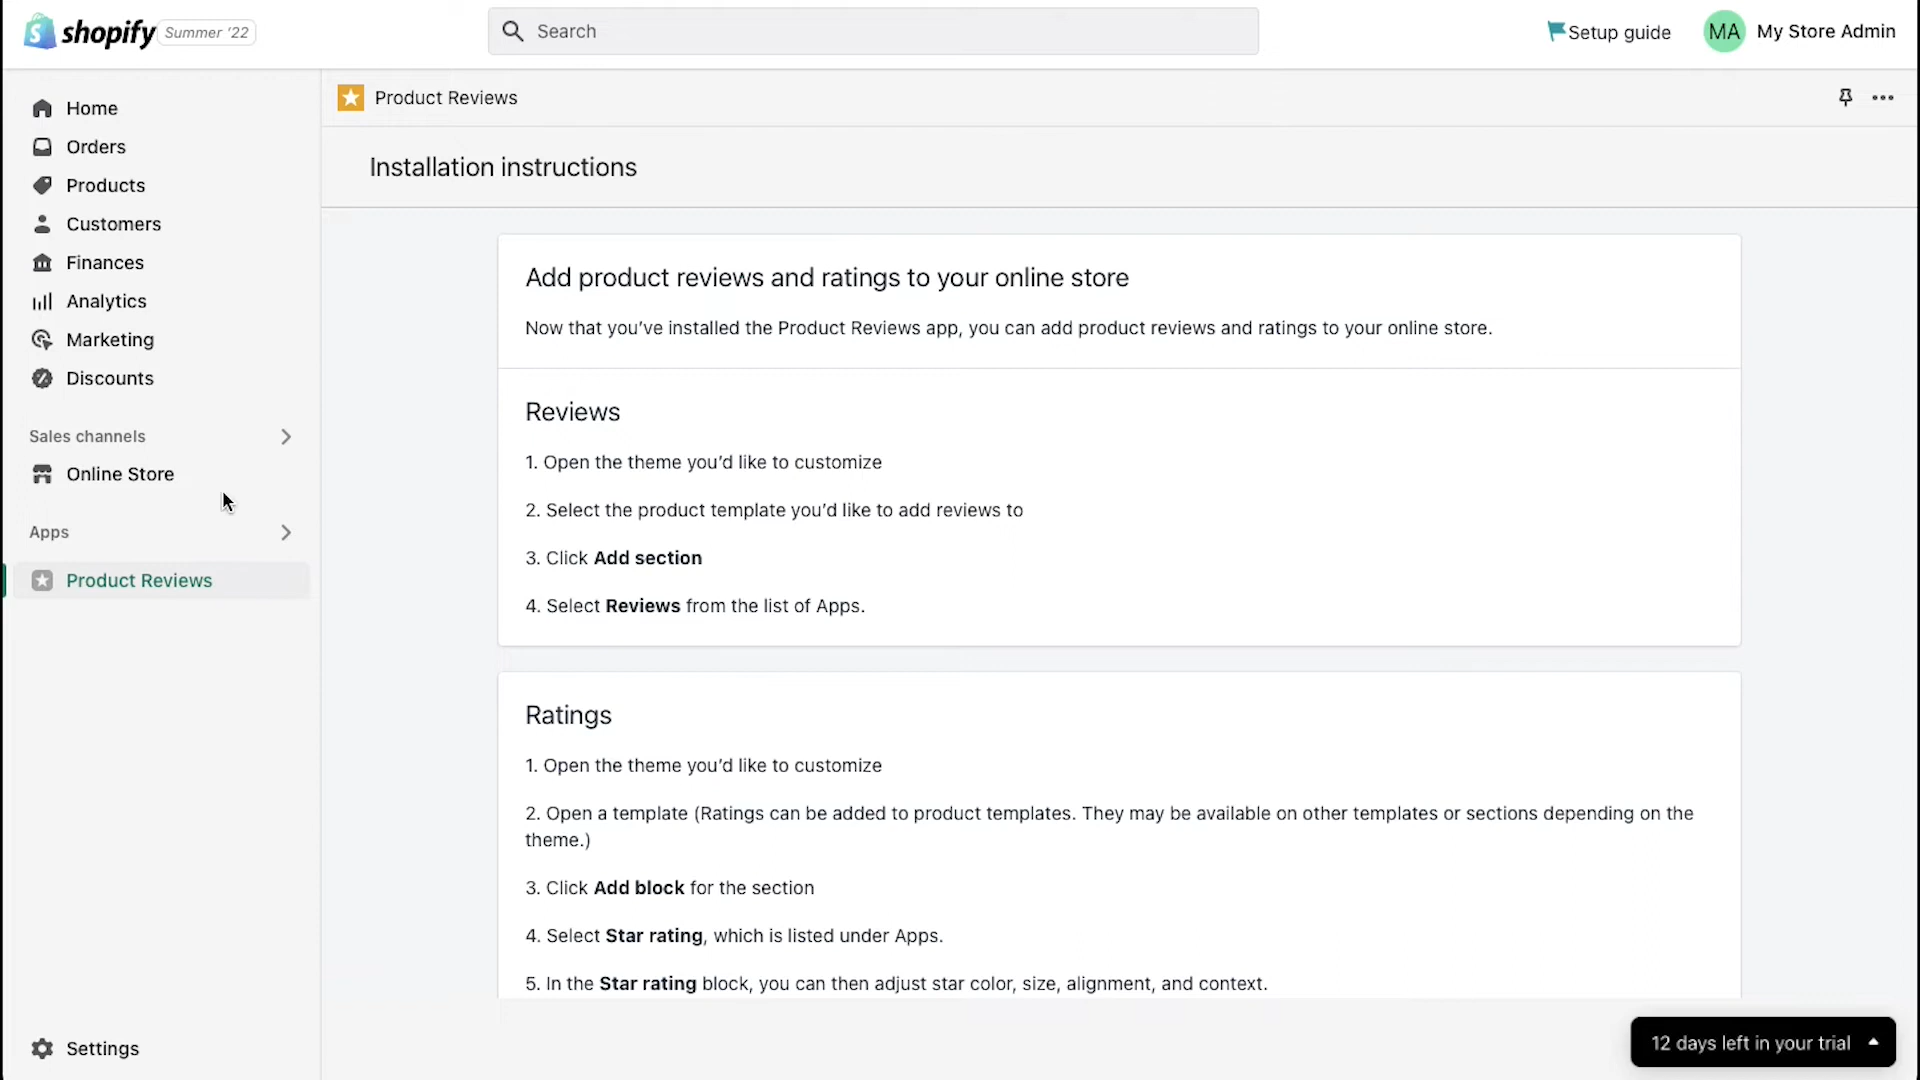 shopify Summer '22
Search
Setup guide
MA My Store Admin
Home
Orders
Products
Customers
Finances
Analytics
Marketing
Discounts
Sales channels
Online Store
Apps
Product Reviews
Settings
Product Reviews
Installation instructions
Add product reviews and ratings to your online store
Now that you’ve installed the Product Reviews app, you can add product reviews and ratings to your online store.
Reviews
1. Open the theme you’d like to customize
2. Select the product template you’d like to add reviews to
3. Click Add section
4. Select Reviews from the list of Apps.
Ratings
1. Open the theme you’d like to customize
2. Open a template (Ratings can be added to product templates. They may be available on other templates or sections depending on the
theme.)
3. Click Add block for the section
4. Select Star rating, which is listed under Apps.
5. In the Star rating block, you can then adjust star color, size, alignment, and context.
12 days left in your trial